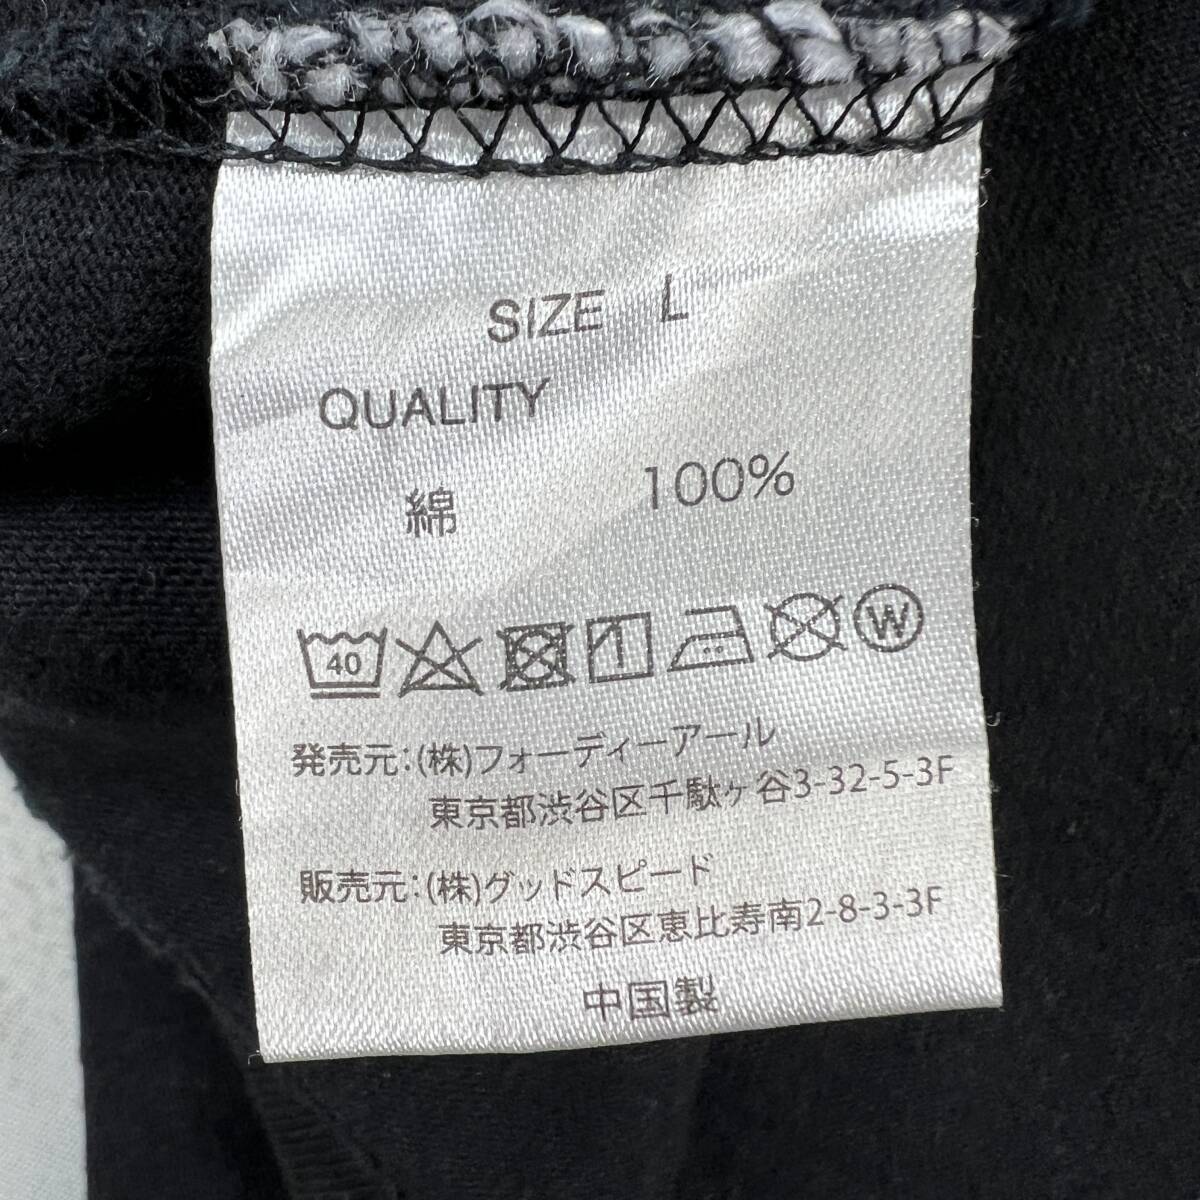 SIZE L
QUALITY
綿 100%
40 W
発売元:(株)フォーディーアール
東京都渋谷区千駄ヶ谷3-32-5-3F
販売元:(株)グッドスピード
東京都渋谷区恵比寿南2-8-3-3F
中国製